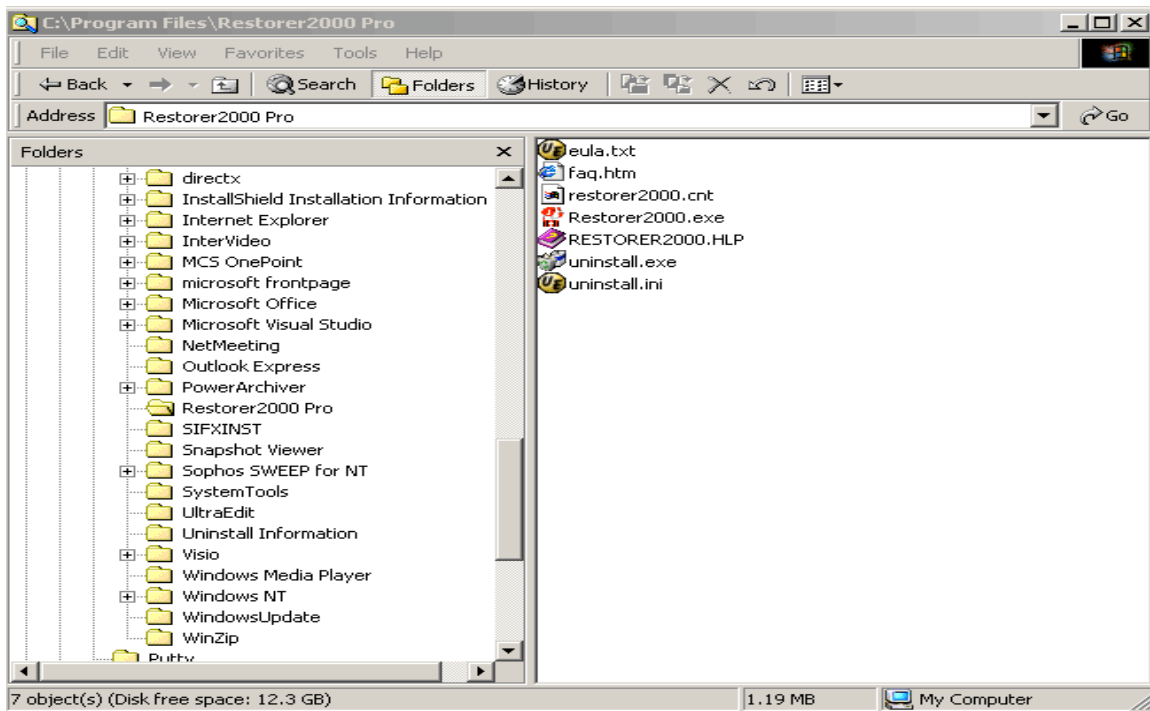 C:\Program Files\Restorer2000 Pro
File Edit View Favorites Tools Help
Back Search Folders History
Address Restorer2000 Pro Go
Folders
directx
InstallShield Installation Information
Internet Explorer
InterVideo
MCS OnePoint
microsoft frontpage
Microsoft Office
Microsoft Visual Studio
NetMeeting
Outlook Express
PowerArchiver
Restorer2000 Pro
SIFXINST
Snapshot Viewer
Sophos SWEEP for NT
SystemTools
UltraEdit
Uninstall Information
Visio
Windows Media Player
Windows NT
WindowsUpdate
WinZip
Putty
eula.txt
faq.htm
restorer2000.cnt
Restorer2000.exe
RESTORER2000.HLP
uninstall.exe
uninstall.ini
7 object(s) (Disk free space: 12.3 GB) 1.19 MB My Computer